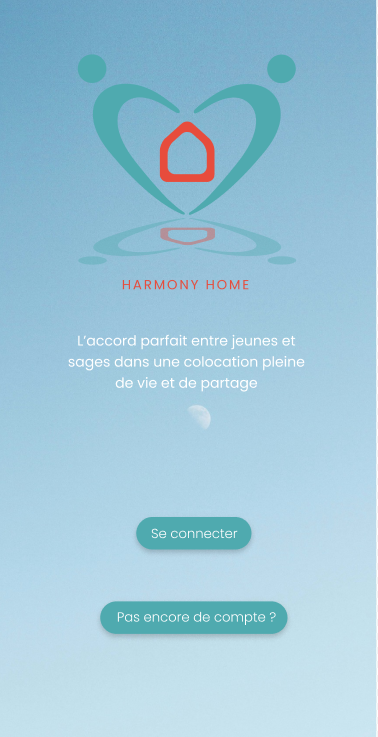 HARMONY HOME
L'accord parfait entre jeunes et
sages dans une colocation pleine
de vie et de partage
Se connecter
Pas encore de compte ?